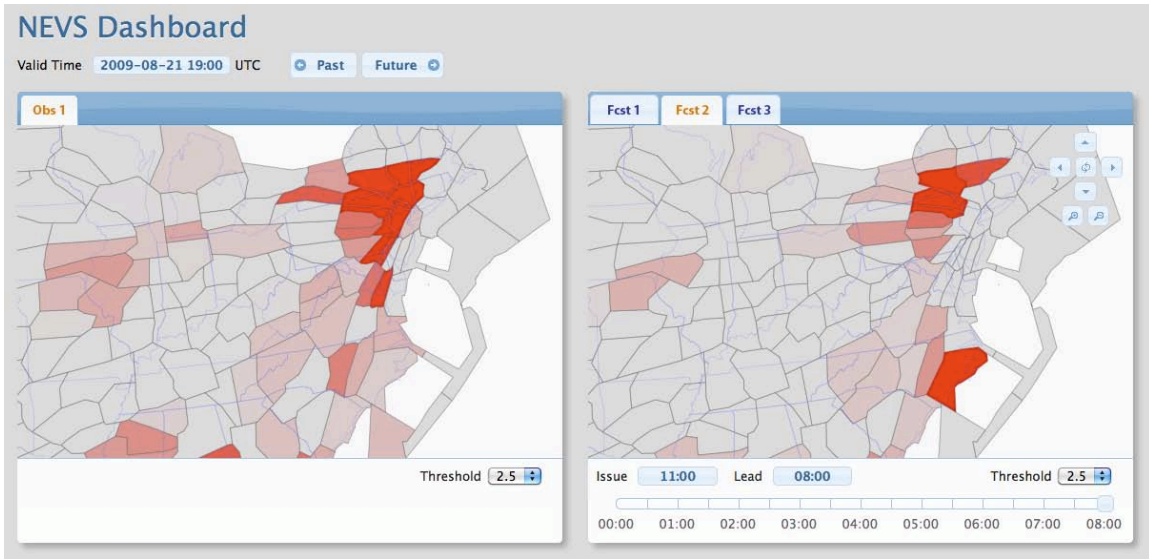 NEVS Dashboard
Valid Time 2009-08-21 19:00 UTC Past Future
Obs 1
Threshold 2.5
Fcst 1 Fcst 2 Fcst 3
Issue 11:00 Lead 08:00 Threshold 2.5
00:00 01:00 02:00 03:00 04:00 05:00 06:00 07:00 08:00